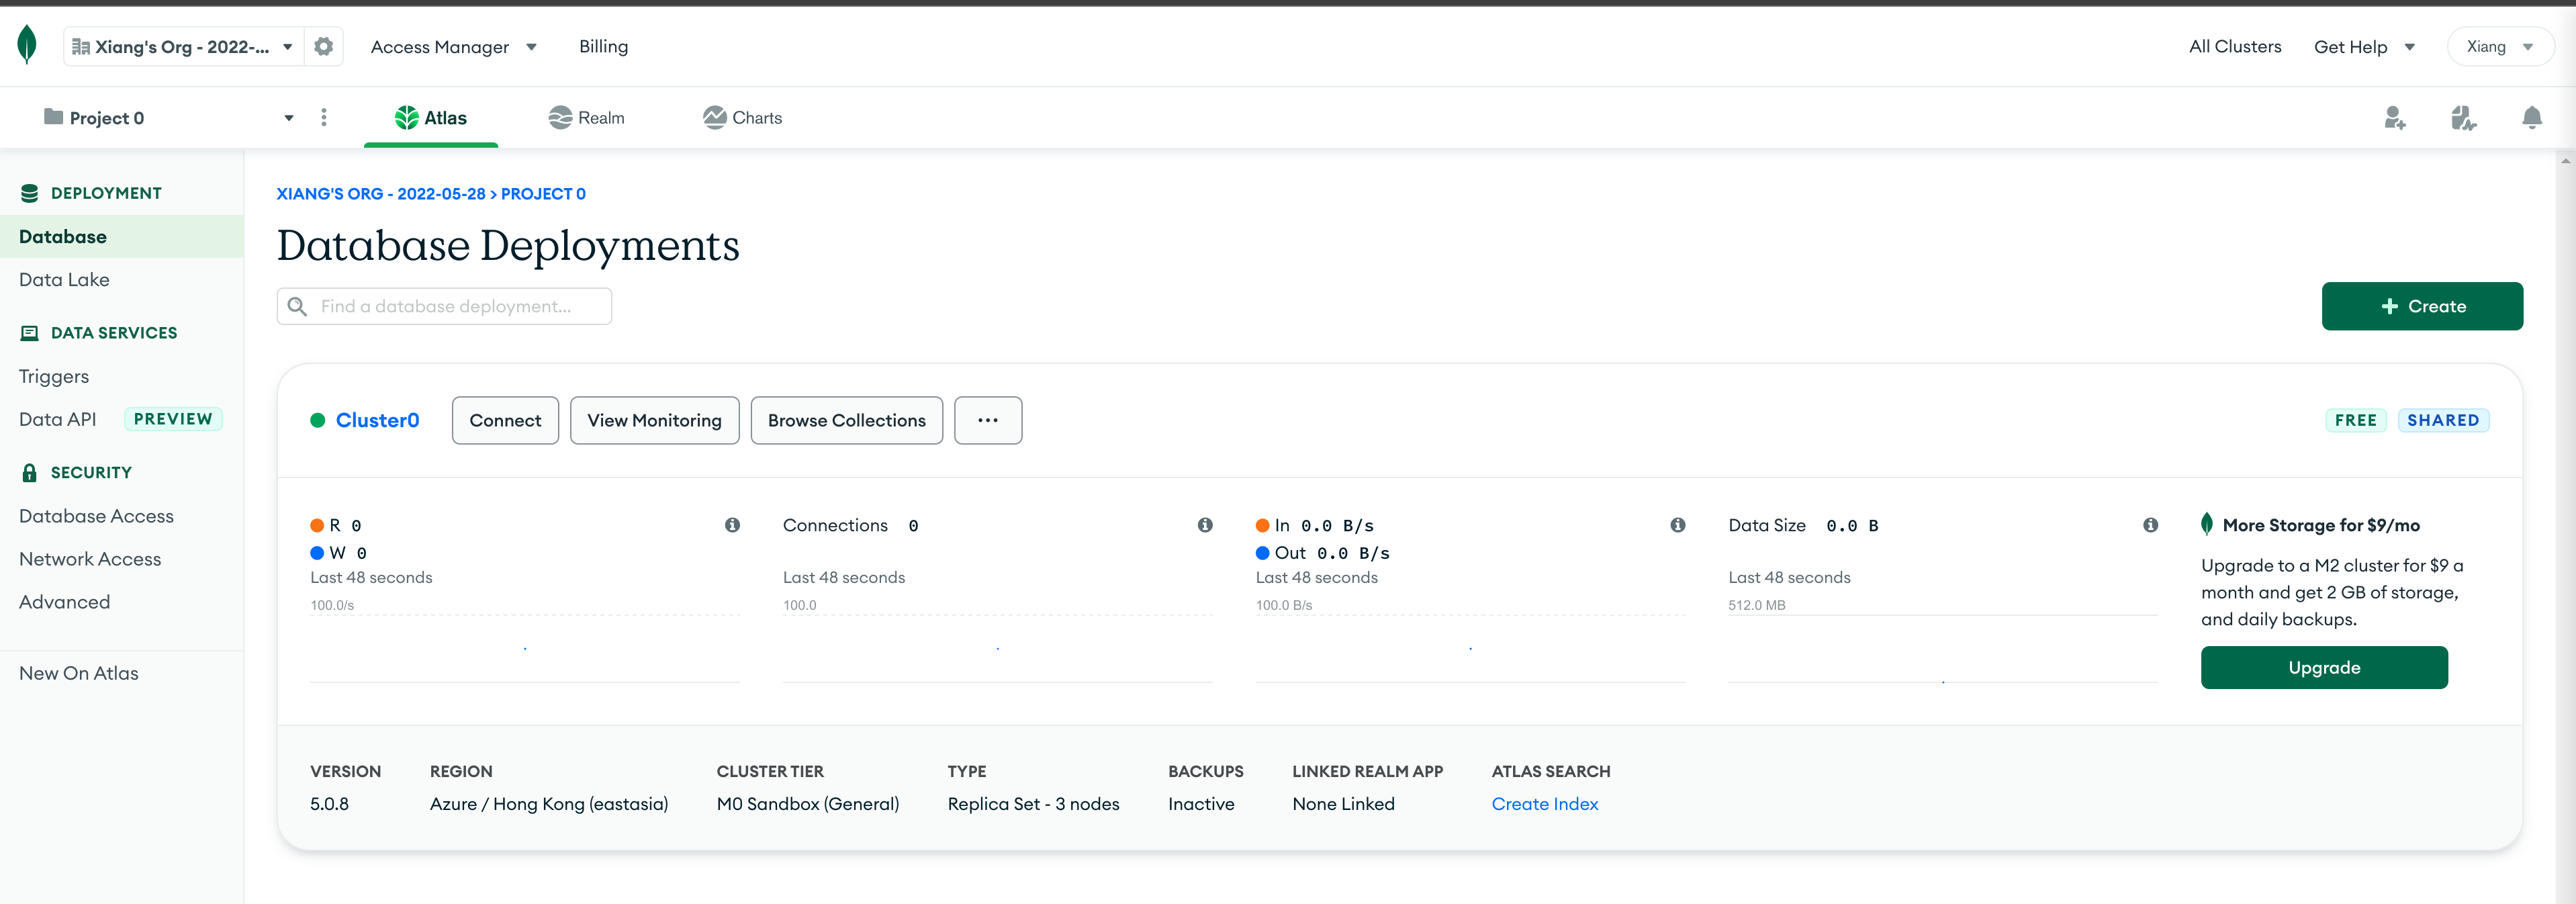 Xiang's Org - 2022-...
Access Manager
Billing
All Clusters
Get Help
Xiang
Project 0
Atlas
Realm
Charts
DEPLOYMENT
Database
Data Lake
DATA SERVICES
Triggers
Data API PREVIEW
SECURITY
Database Access
Network Access
Advanced
New On Atlas
XIANG'S ORG - 2022-05-28 > PROJECT 0
Database Deployments
Find a database deployment...
+ Create
Cluster0
Connect
View Monitoring
Browse Collections
...
FREE
SHARED
R 0
W 0
Last 48 seconds
100.0/s
Connections 0
Last 48 seconds
100.0
In 0.0 B/s
Out 0.0 B/s
Last 48 seconds
100.0 B/s
Data Size 0.0 B
Last 48 seconds
512.0 MB
More Storage for $9/mo
Upgrade to a M2 cluster for $9 a
month and get 2 GB of storage,
and daily backups.
Upgrade
VERSION
5.0.8
REGION
Azure / Hong Kong (eastasia)
CLUSTER TIER
M0 Sandbox (General)
TYPE
Replica Set - 3 nodes
BACKUPS
Inactive
LINKED REALM APP
None Linked
ATLAS SEARCH
Create Index